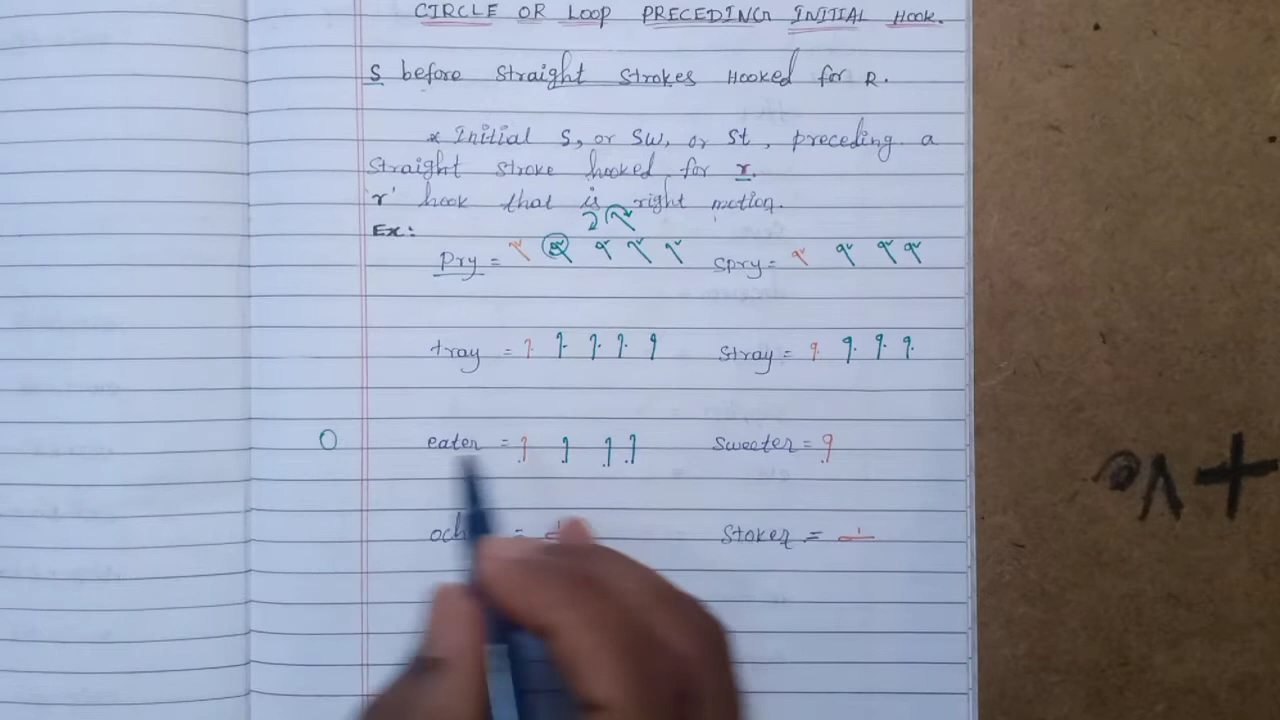 CIRCLE OR LOOP PRECEDING INITIAL HOOK.
S before straight strokes Hooked for R.
* Initial S, or SW, or St, preceding a
straight stroke hooked for r.
'r' hook that is right motion.
Ex:
Pry = Spry =
tray = Stray =
eater = Sweeter =
= Stoker =
+ve